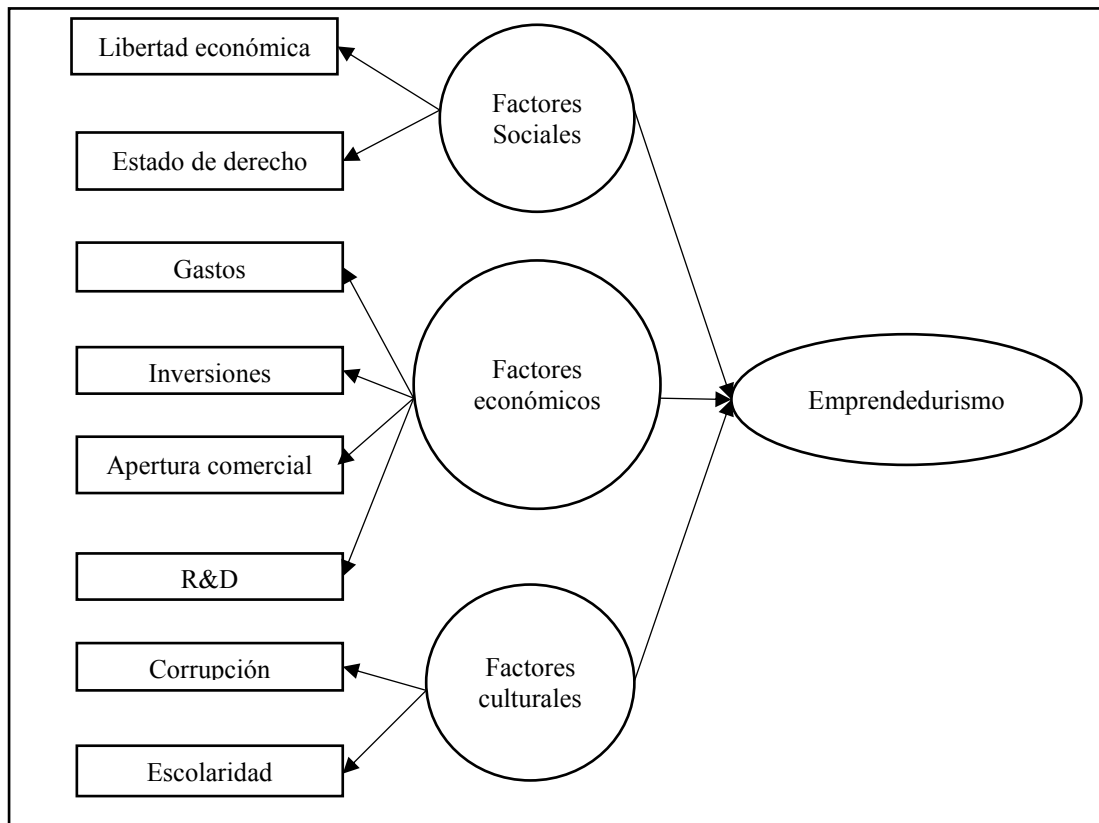 Libertad económica
Estado de derecho
Gastos
Inversiones
Apertura comercial
R&D
Corrupción
Escolaridad
Factores
Sociales
Factores
económicos
Factores
culturales
Emprendedurismo